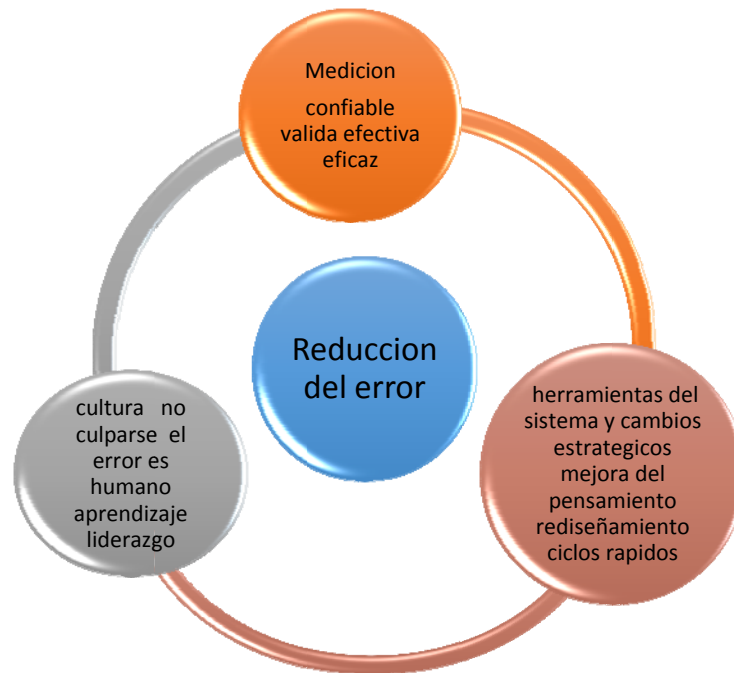 Medicion
confiable
valida efectiva
eficaz
Reduccion
del error
herramientas del
sistema y cambios
estrategicos
mejora del
pensamiento
rediseñamiento
ciclos rapidos
cultura no
culparse el
error es
humano
aprendizaje
liderazgo